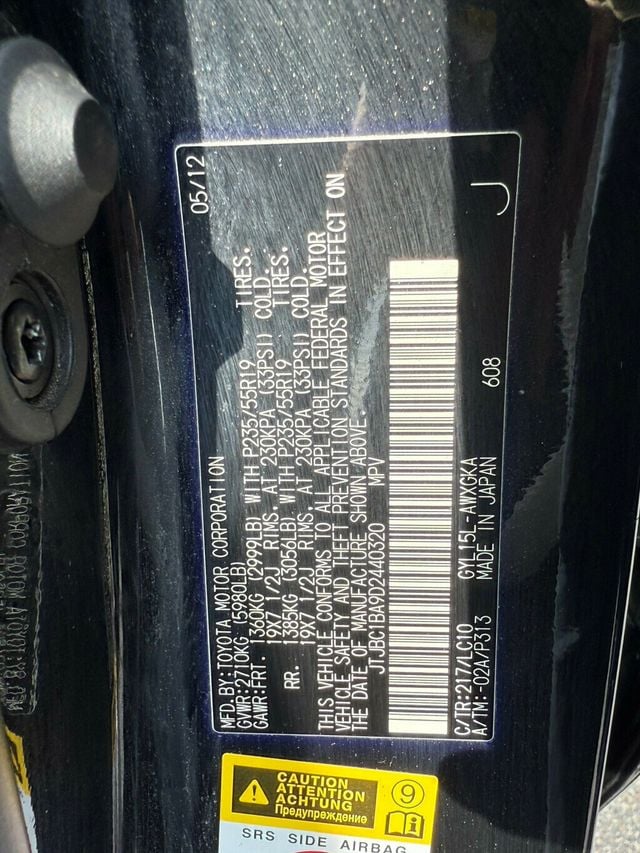 MFD.BY:TOYOTA MOTOR CORPORATION 05/12
GVWR:2710KG (5980LB)
GAWR:FRT. 1360KG (2999LB) WITH P235/55R19 TIRES.
19X7 1/2J RIMS. AT 230KPA (33PSI) COLD.
RR. 1385KG (3056LB) WITH P235/55R19 TIRES.
19X7 1/2J RIMS. AT 230KPA (33PSI) COLD.
THIS VEHICLE CONFORMS TO ALL APPLICABLE FEDERAL MOTOR
VEHICLE SAFETY AND THEFT PREVENTION STANDARDS IN EFFECT ON
THE DATE OF MANUFACTURE SHOWN ABOVE.
JTJBC1BA9D2440320 MPV
C/TR:217/LC10 GYL15L-AWXGKA 608
A/TM:-02A/P313 MADE IN JAPAN
J
CAUTION
ATTENTION
ACHTUNG
Предупреждение
9
SRS SIDE AIRBAG